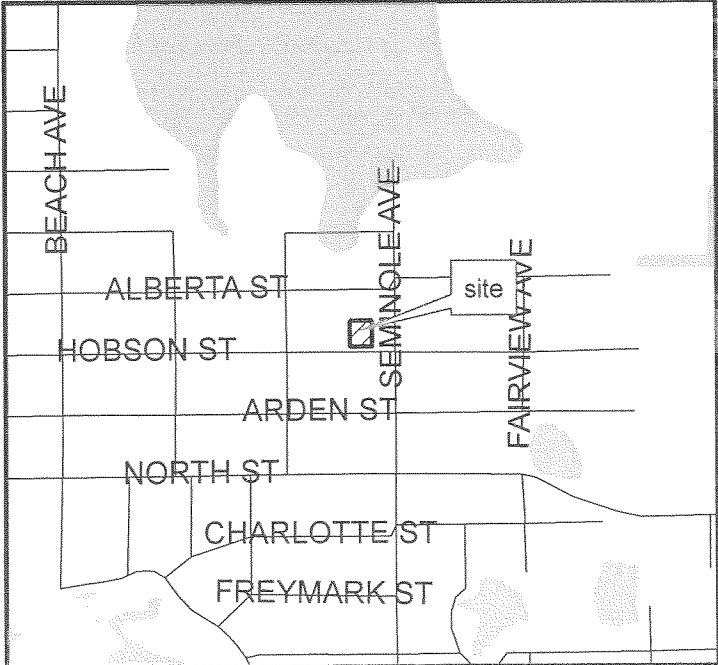 BEACH AVE
SEMINOLE AVE
FAIRVIEW AVE
ALBERTA ST
site
HOBSON ST
ARDEN ST
NORTH ST
CHARLOTTE ST
FREYMARK ST